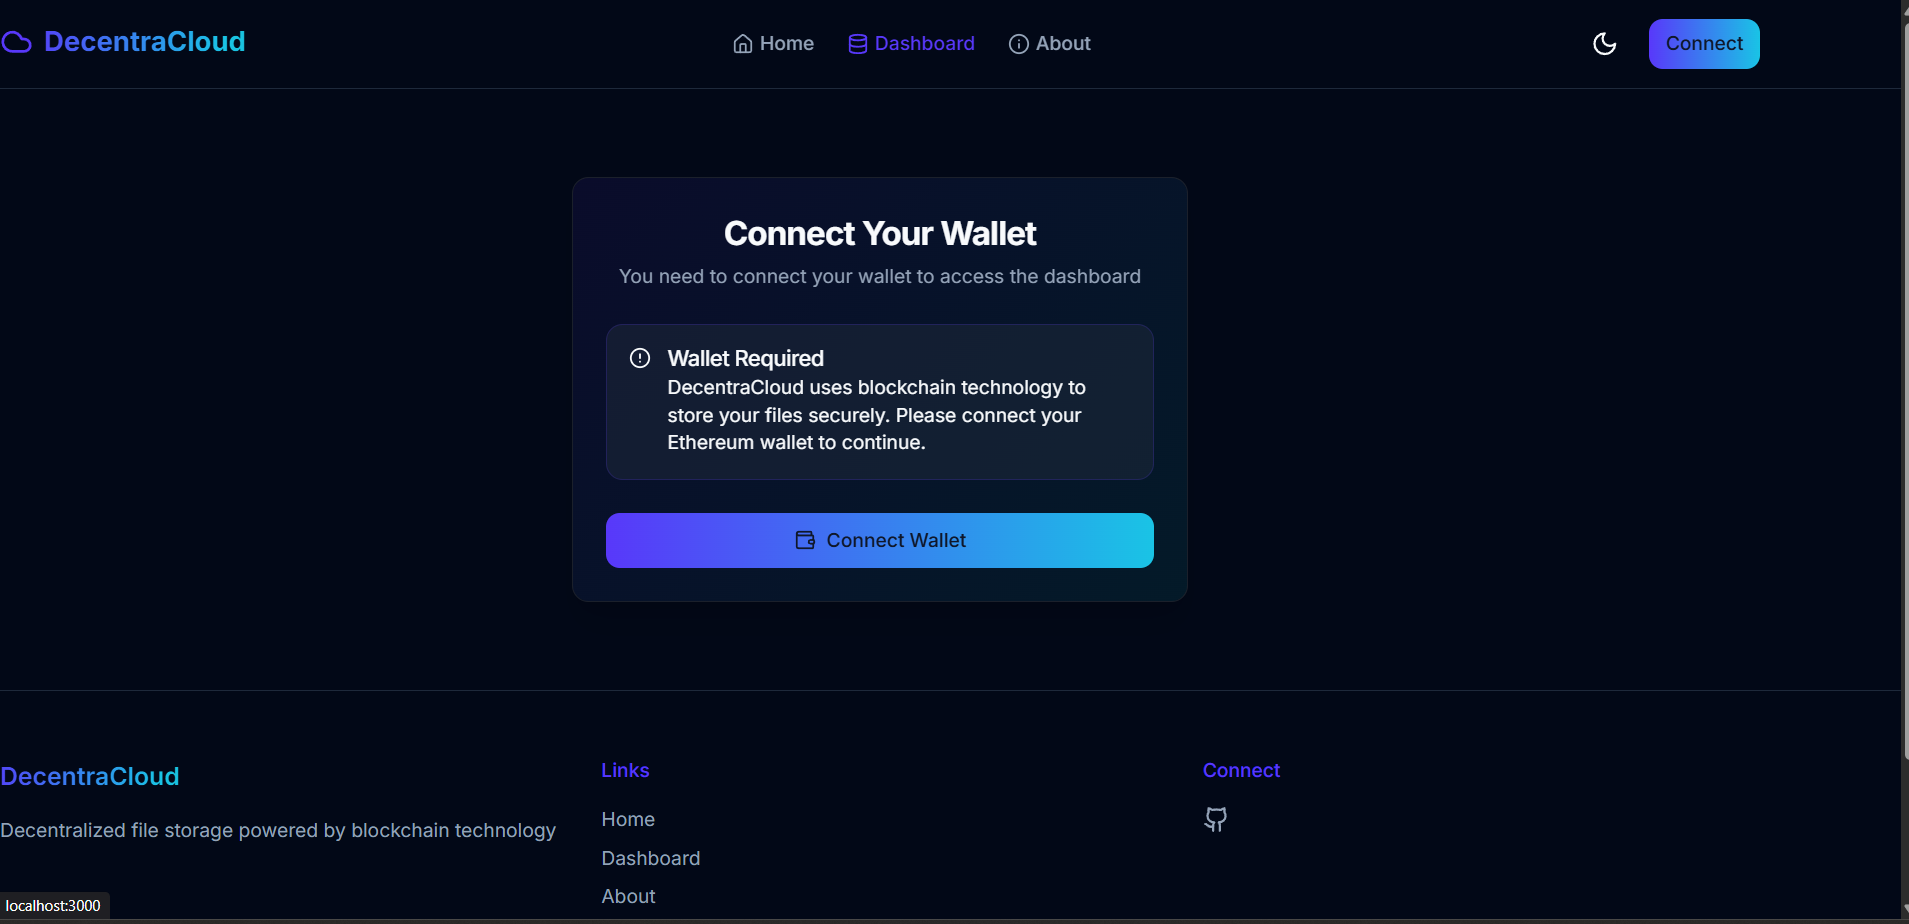 DecentraCloud
Home
Dashboard
About
Connect
Connect Your Wallet
You need to connect your wallet to access the dashboard
Wallet Required
DecentraCloud uses blockchain technology to
store your files securely. Please connect your
Ethereum wallet to continue.
Connect Wallet
DecentraCloud
Decentralized file storage powered by blockchain technology
Links
Home
Dashboard
About
Connect
localhost:3000